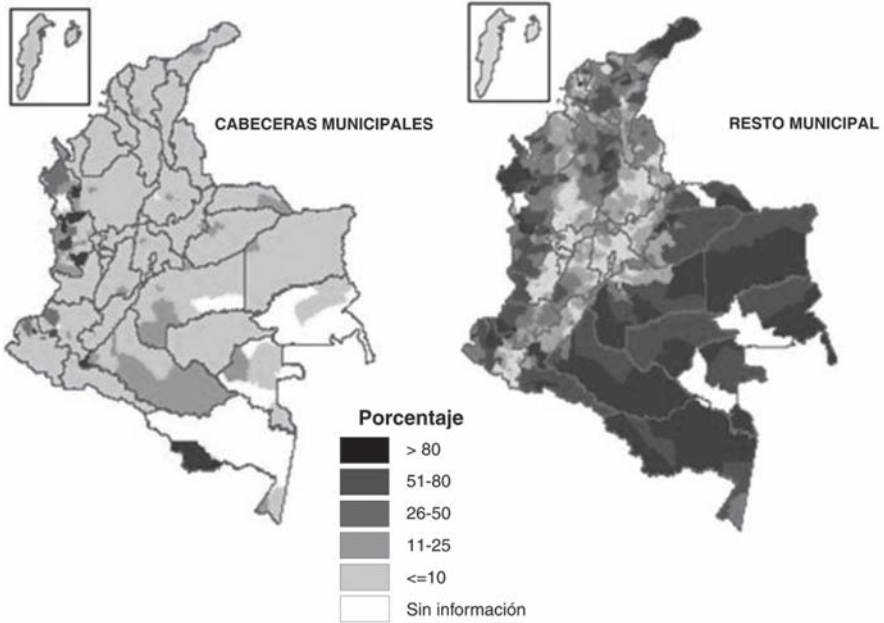 CABECERAS MUNICIPALES
RESTO MUNICIPAL
Porcentaje
> 80
51-80
26-50
11-25
<=10
Sin información